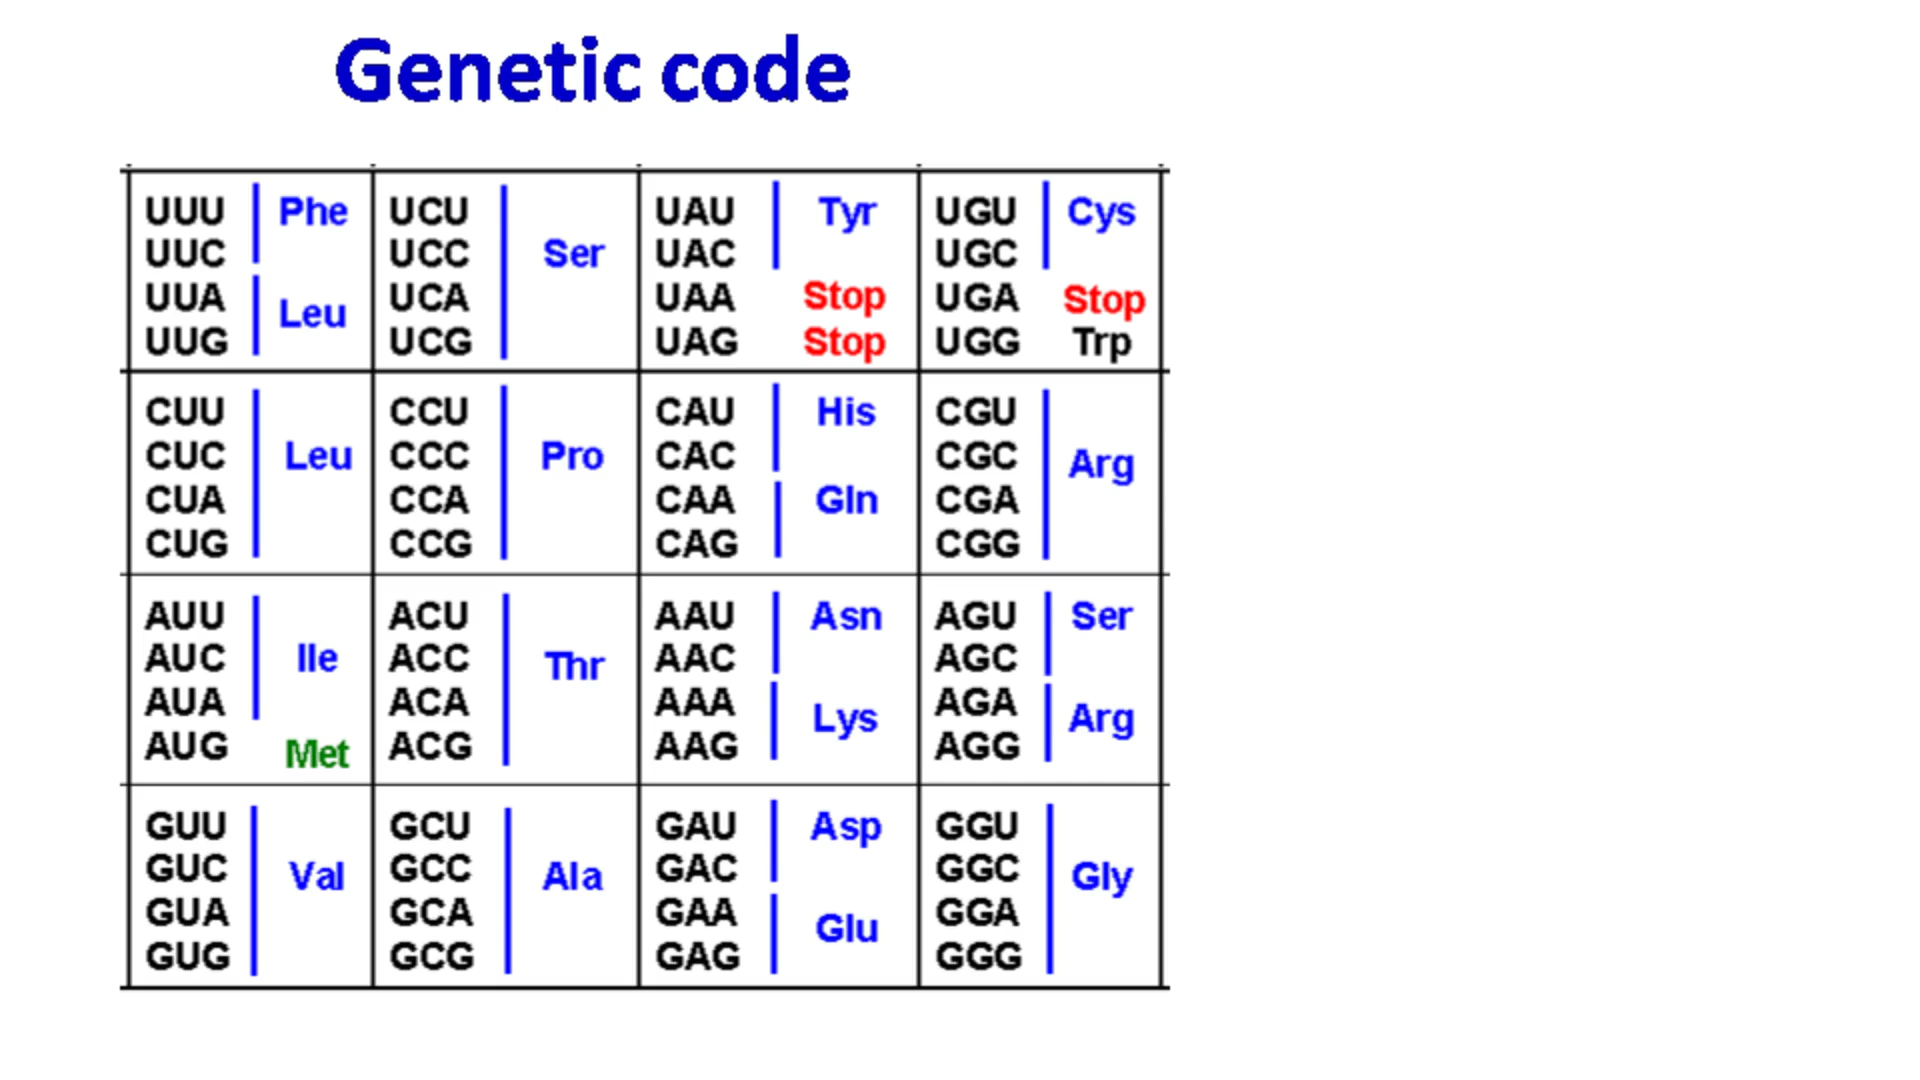 Genetic code
UUU Phe UCU UAU Tyr UGU Cys
UUC UCC Ser UAC UGC
UUA Leu UCA UAA Stop UGA Stop
UUG UCG UAG Stop UGG Trp
CUU CCU CAU His CGU
CUC Leu CCC Pro CAC CGC Arg
CUA CCA CAA Gln CGA
CUG CCG CAG CGG
AUU ACU AAU Asn AGU Ser
AUC Ile ACC Thr AAC AGC
AUA ACA AAA Lys AGA Arg
AUG Met ACG AAG AGG
GUU GCU GAU Asp GGU
GUC Val GCC Ala GAC GGC Gly
GUA GCA GAA Glu GGA
GUG GCG GAG GGG